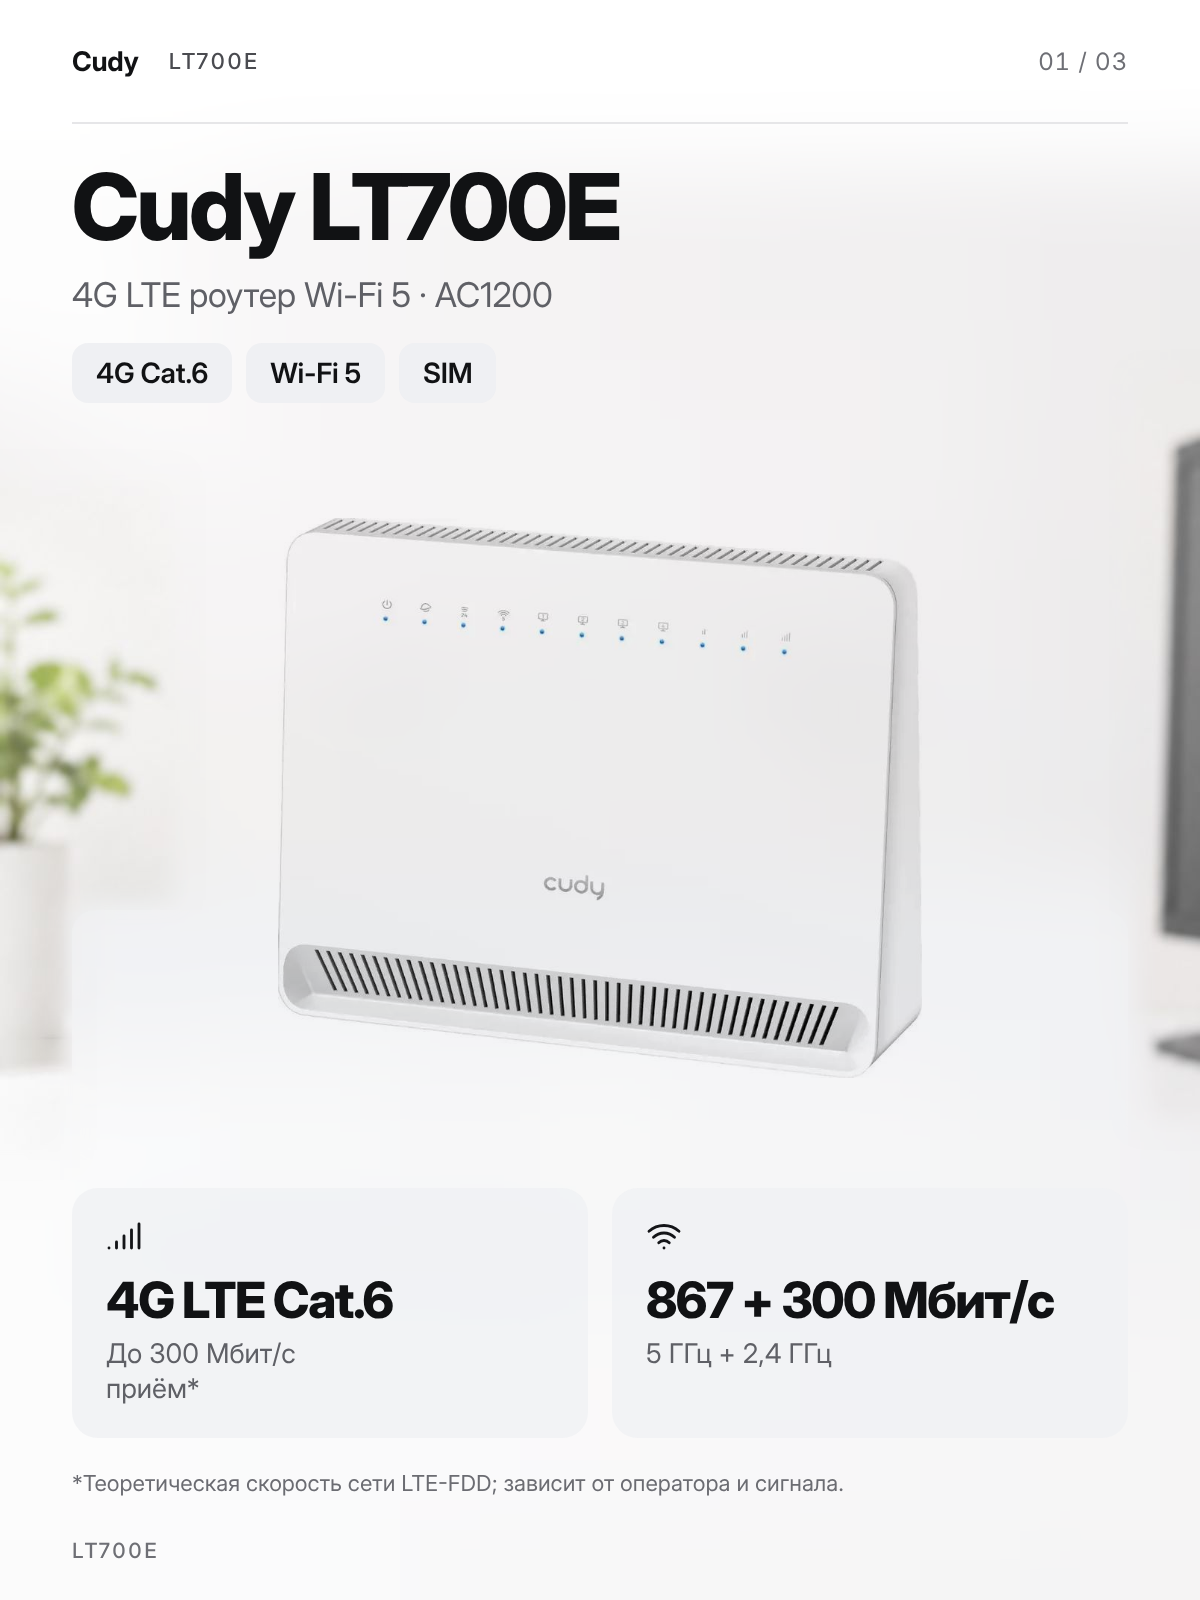 Cudy LT700E 01 / 03
Cudy LT700E
4G LTE роутер Wi-Fi 5 · AC1200
4G Cat.6 Wi-Fi 5 SIM
cudy
4G LTE Cat.6
До 300 Мбит/с
приём*
867 + 300 Мбит/с
5 ГГц + 2,4 ГГц
*Теоретическая скорость сети LTE-FDD; зависит от оператора и сигнала.
LT700E